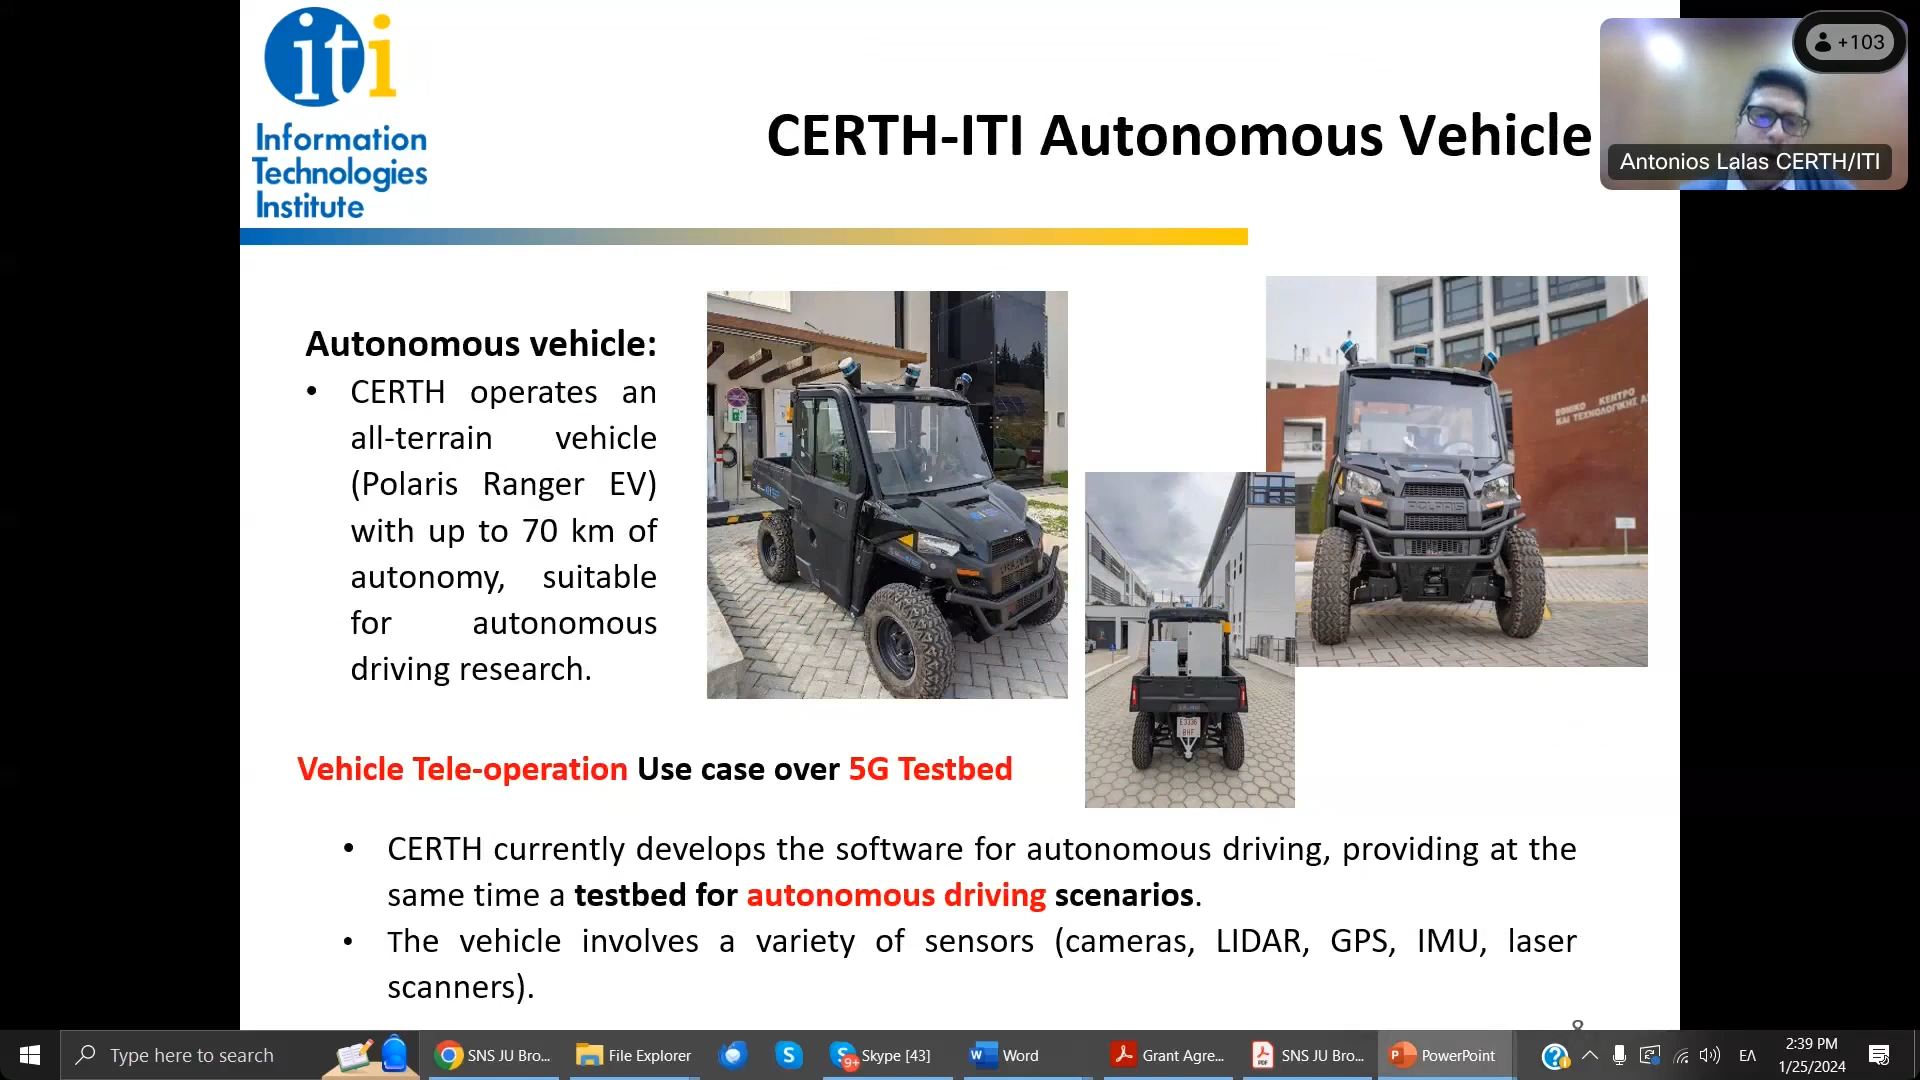 iti
Information
Technologies
Institute
CERTH-ITI Autonomous Vehicle
+103
Antonios Lalas CERTH/ITI
Autonomous vehicle:
• CERTH operates an
all-terrain vehicle
(Polaris Ranger EV)
with up to 70 km of
autonomy, suitable
for autonomous
driving research.
ΕΘΝΙΚΟ ΚΕΝΤΡΟ
ΚΑΙ ΤΕΧΝΟΛΟΓΙΚΗΣ
POLARIS
Vehicle Tele-operation Use case over 5G Testbed
• CERTH currently develops the software for autonomous driving, providing at the
same time a testbed for autonomous driving scenarios.
• The vehicle involves a variety of sensors (cameras, LIDAR, GPS, IMU, laser
scanners).
8
Type here to search
SNS JU Bro...
File Explorer
Skype [43]
Word
Grant Agre...
SNS JU Bro...
PowerPoint
ΕΛ
2:39 PM
1/25/2024